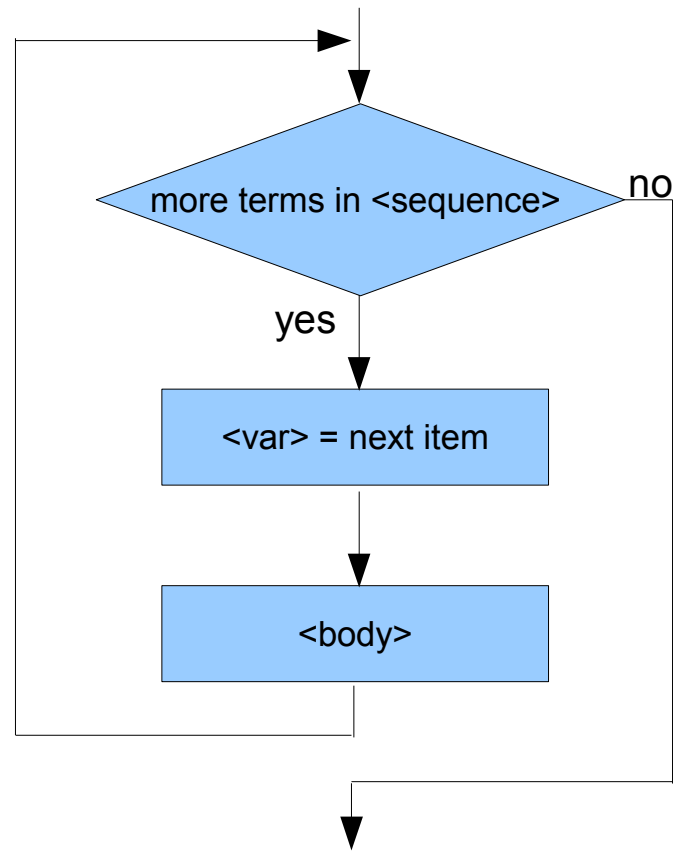 more terms in <sequence>
no
yes
<var> = next item
<body>